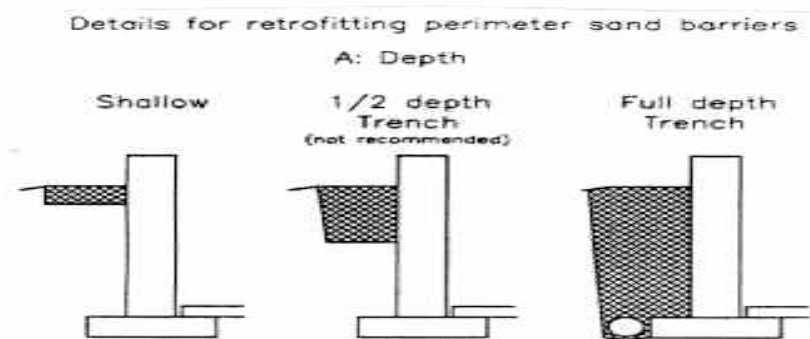 Details for retrofitting perimeter sand barriers
A: Depth
Shallow
1/2 depth
Trench
(not recommended)
Full depth
Trench